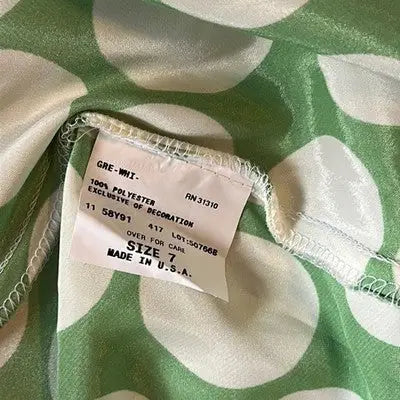 GRE-WHI-
RN 31310
100% POLYESTER
EXCLUSIVE OF DECORATION
11 58Y91 417 LOT:50766B
OVER FOR CARE
SIZE 7
MADE IN U.S.A.